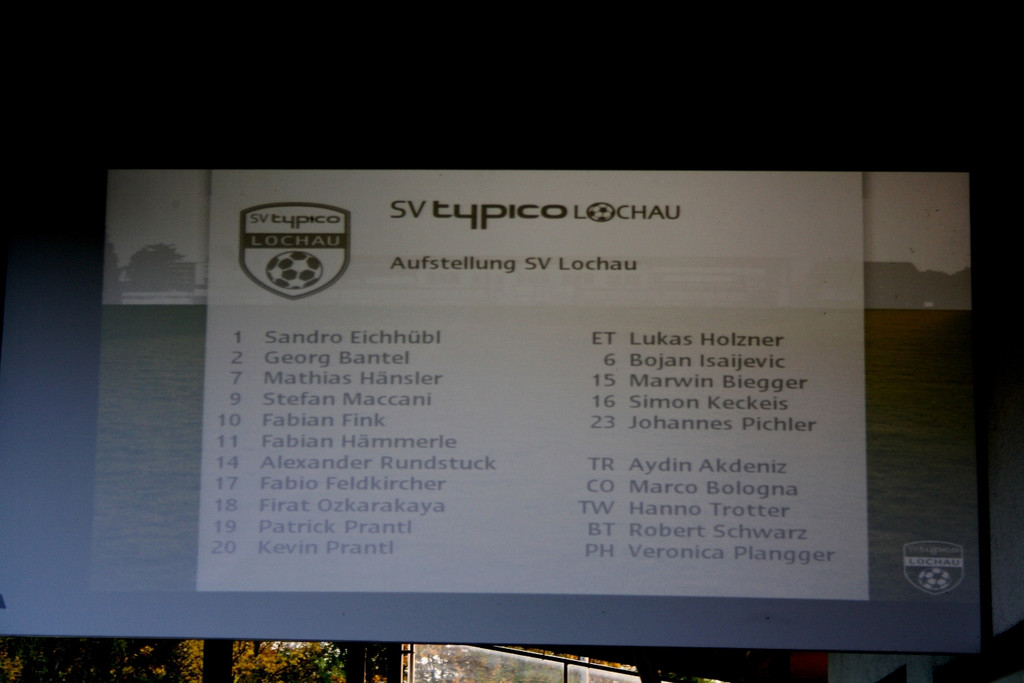 SV typico
LOCHAU
SV typico LOCHAU
Aufstellung SV Lochau
1 Sandro Eichhübl
2 Georg Bantel
7 Mathias Hänsler
9 Stefan Maccani
10 Fabian Fink
11 Fabian Hämmerle
14 Alexander Rundstuck
17 Fabio Feldkircher
18 Firat Ozkarakaya
19 Patrick Prantl
20 Kevin Prantl
ET Lukas Holzner
6 Bojan Isaijevic
15 Marwin Biegger
16 Simon Keckeis
23 Johannes Pichler
TR Aydin Akdeniz
CO Marco Bologna
TW Hanno Trotter
BT Robert Schwarz
PH Veronica Plangger
SV typico
LOCHAU